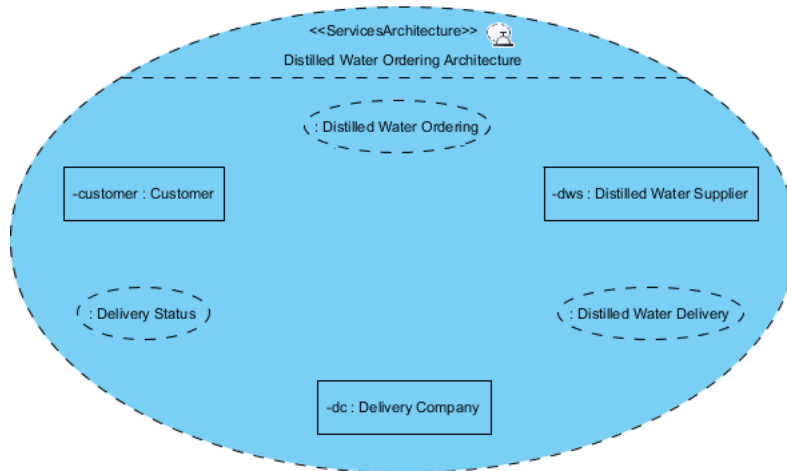 <<ServicesArchitecture>>
Distilled Water Ordering Architecture
: Distilled Water Ordering
-customer : Customer
-dws : Distilled Water Supplier
: Delivery Status
: Distilled Water Delivery
-dc : Delivery Company